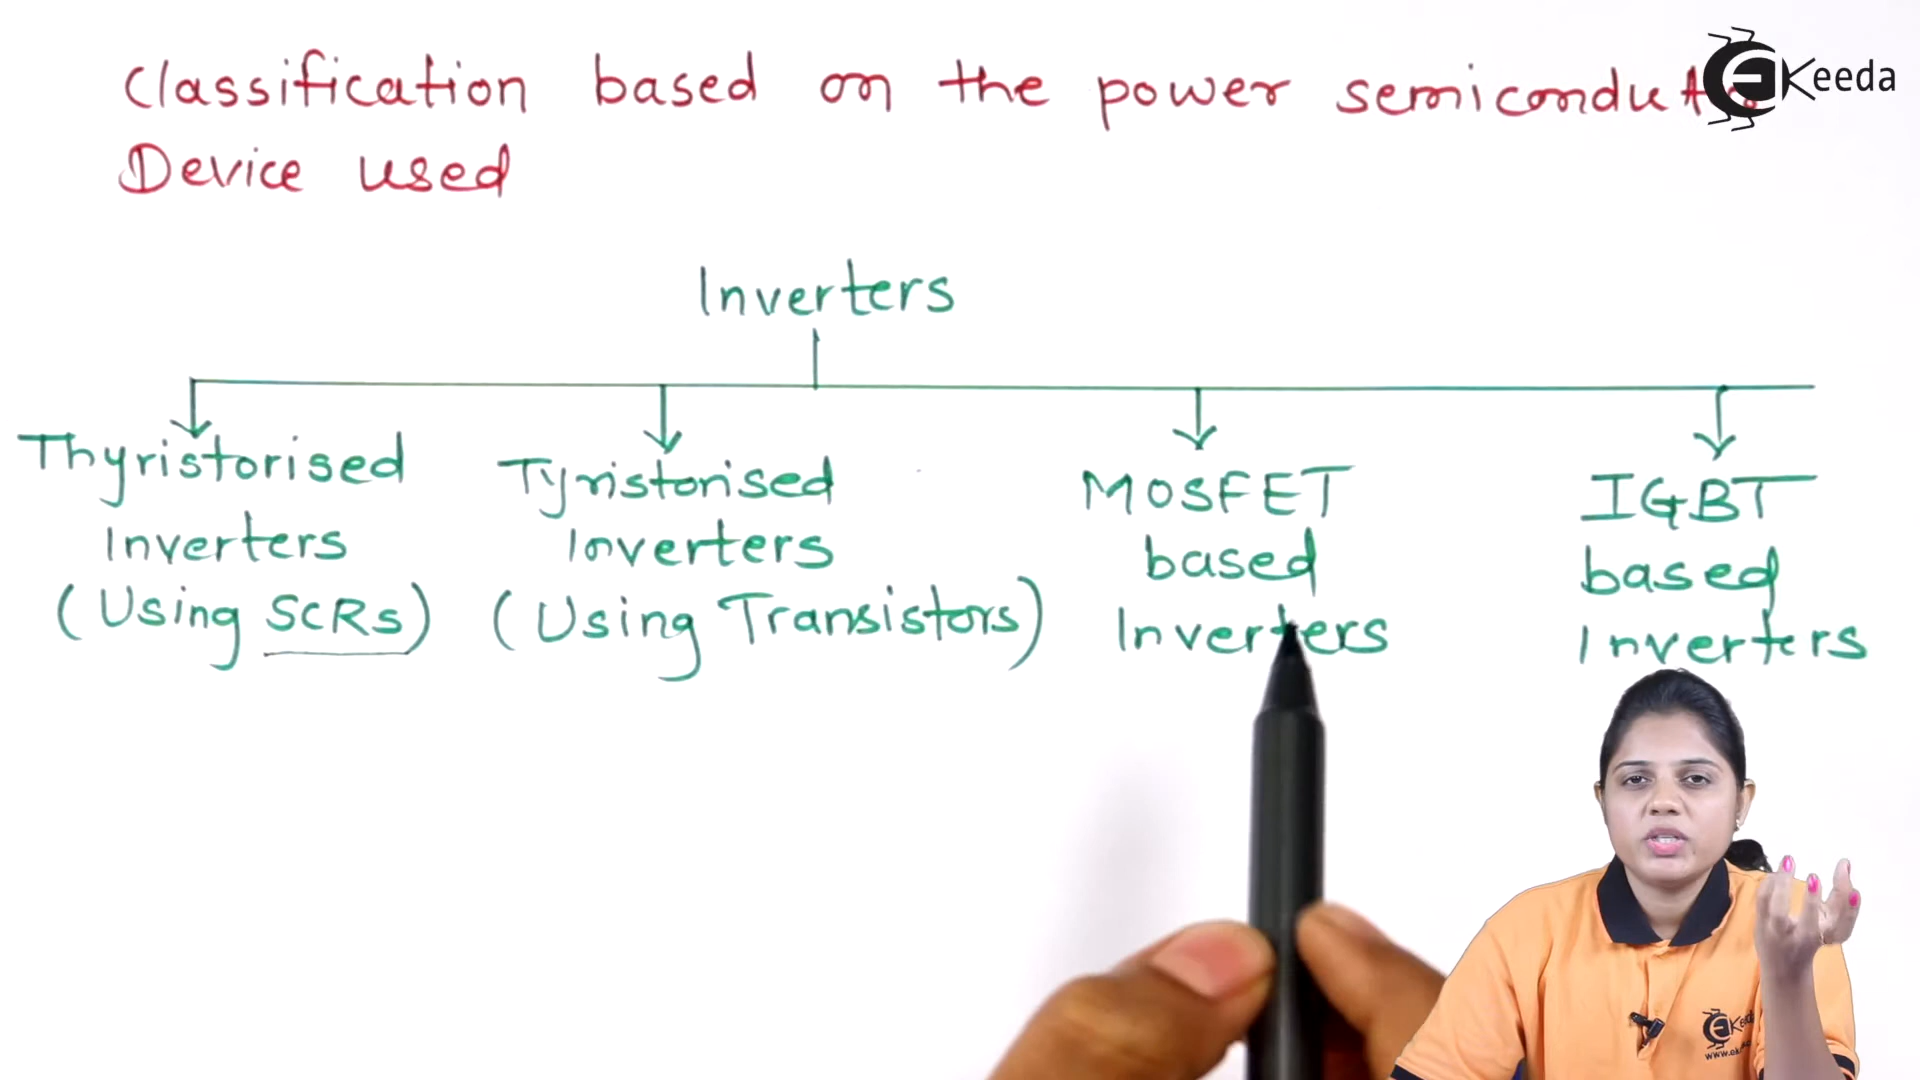 Classification based on the power semiconduct
Device used
EKeeda
Inverters
Thyristorised
Inverters
(Using SCRs)
Tyristorised
Inverters
(Using Transistors)
MOSFET
based
Inverters
IGBT
based
Inverters